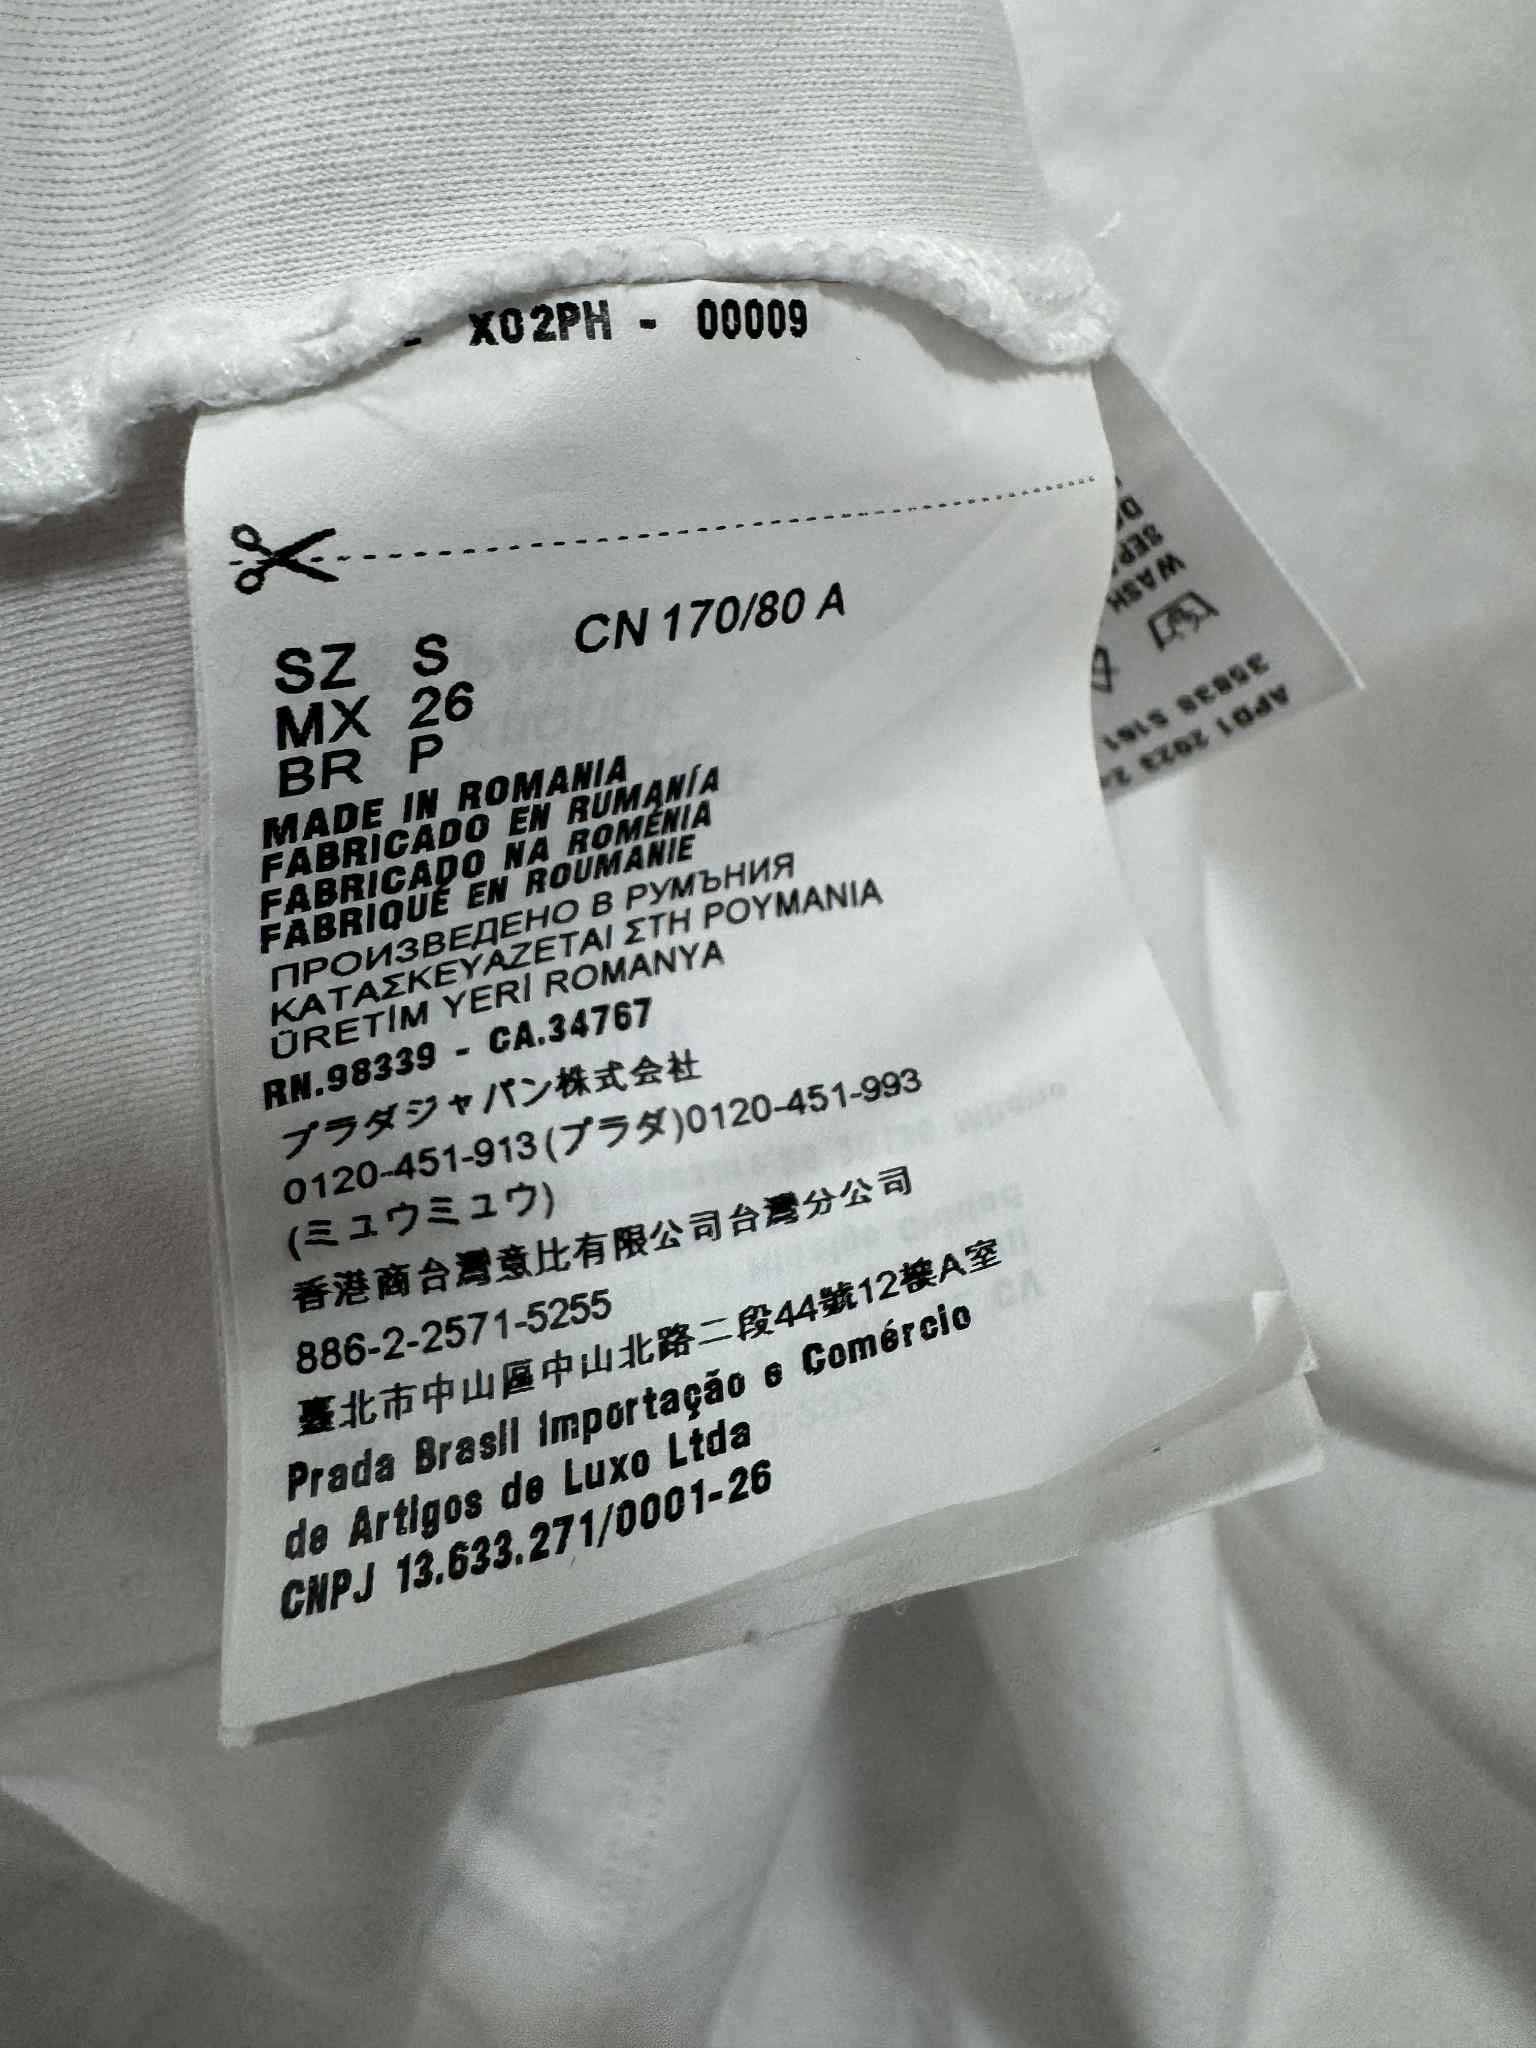 X02PH - 00009
CN 170/80 A
SZ S
MX 26
BR P
MADE IN ROMANIA
FABRICADO EN RUMANÍA
FABRICADO NA ROMÉNIA
FABRIQUÉ EN ROUMANIE
ПРОИЗВЕДЕНО В РУМЪНИЯ
ΚΑΤΑΣΚΕΥΑΖΕΤΑΙ ΣΤΗ ΡΟΥΜΑΝΙΑ
ÜRETİM YERİ ROMANYA
RN.98339 - CA.34767
プラダジャパン株式会社
0120-451-913(プラダ)0120-451-993
(ミュウミュウ)
香港商台灣意比有限公司台灣分公司
886-2-2571-5255
臺北市中山區中山北路二段44號12樓A室
Prada Brasil Importação e Comércio
de Artigos de Luxo Ltda
CNPJ 13.633.271/0001-26
WASH
APD1 2023